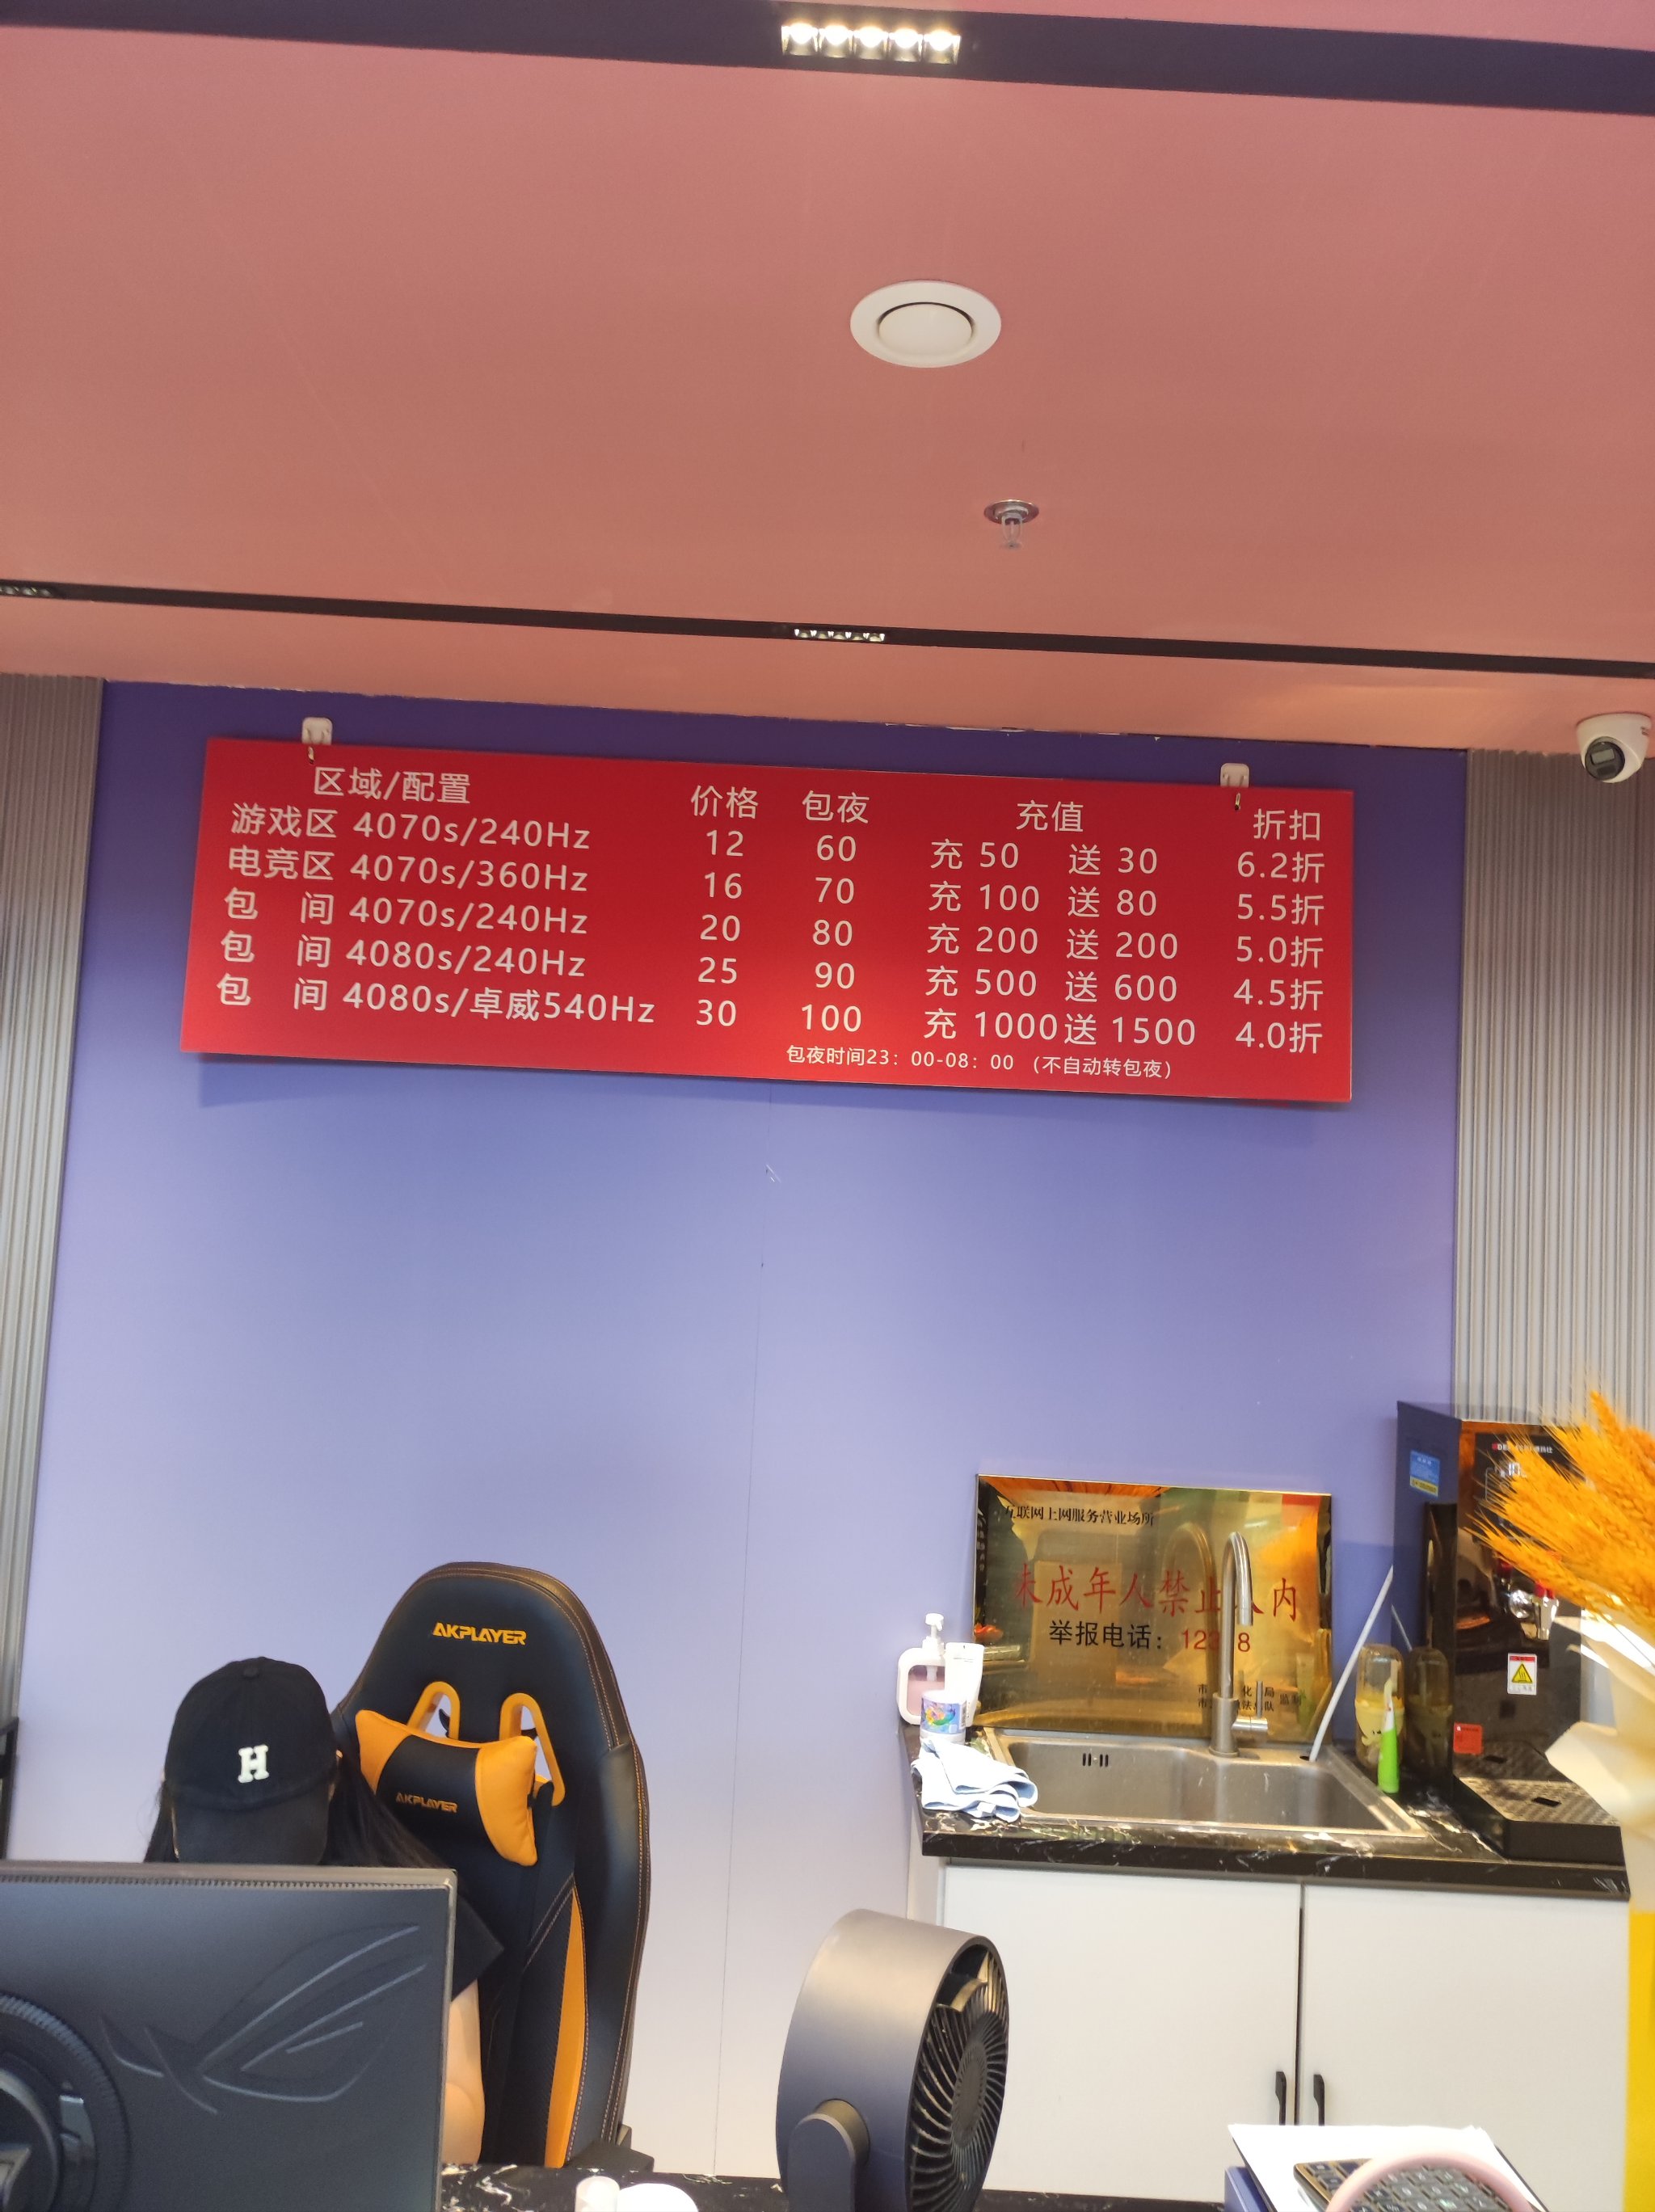 区域/配置 价格 包夜 充值 折扣
游戏区 4070s/240Hz 12 60 充 50 送 30 6.2折
电竞区 4070s/360Hz 16 70 充 100 送 80 5.5折
包 间 4070s/240Hz 20 80 充 200 送 200 5.0折
包 间 4080s/240Hz 25 90 充 500 送 600 4.5折
包 间 4080s/卓威540Hz 30 100 充 1000 送 1500 4.0折
包夜时间23：00-08：00 （不自动转包夜）
互联网上网服务营业场所
未成年人禁止入内
举报电话：
AKPLAYER
AKPLAYER
H